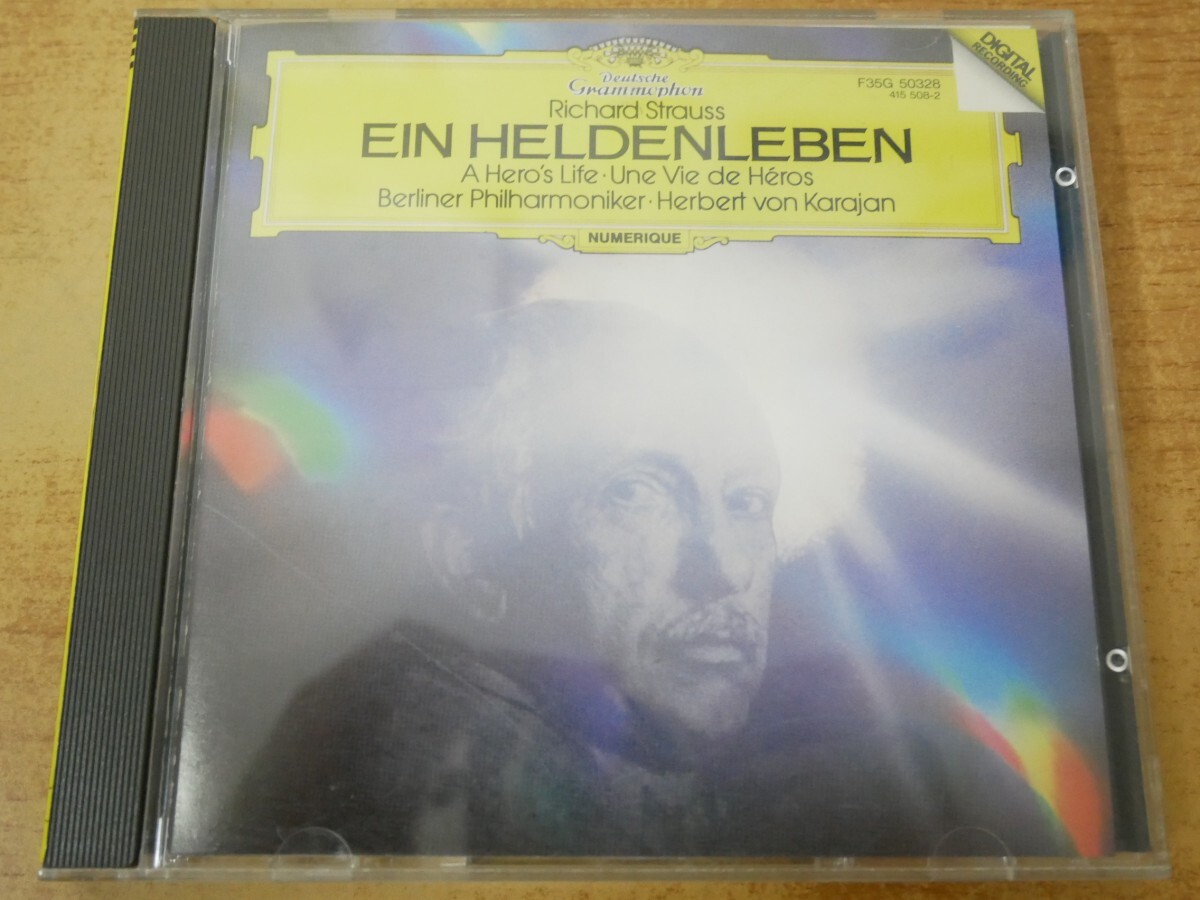 Deutsche
Grammophon
DIGITAL
RECORDING
F35G 50328
415 508-2
Richard Strauss
EIN HELDENLEBEN
A Hero's Life · Une Vie de Héros
Berliner Philharmoniker · Herbert von Karajan
NUMERIQUE